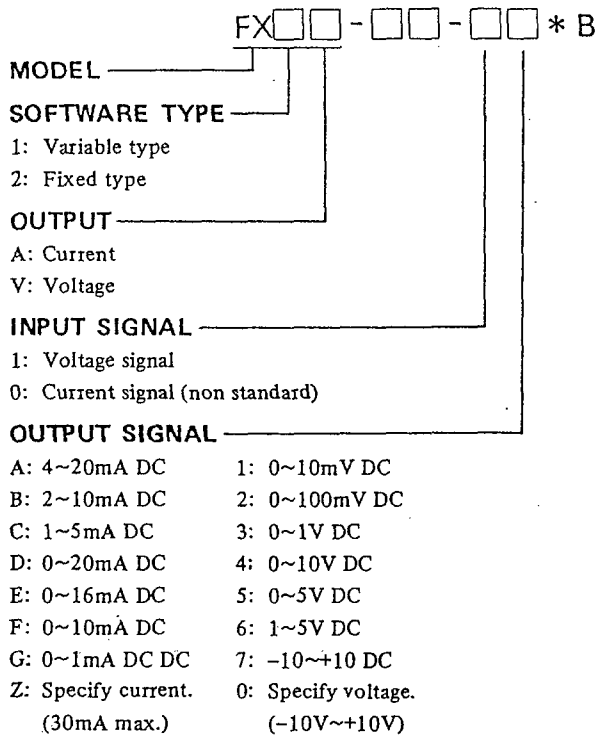 FX□□-□□-□□*B
MODEL
SOFTWARE TYPE
1: Variable type
2: Fixed type
OUTPUT
A: Current
V: Voltage
INPUT SIGNAL
1: Voltage signal
0: Current signal (non standard)
OUTPUT SIGNAL
A: 4~20mA DC 1: 0~10mV DC
B: 2~10mA DC 2: 0~100mV DC
C: 1~5mA DC 3: 0~1V DC
D: 0~20mA DC 4: 0~10V DC
E: 0~16mA DC 5: 0~5V DC
F: 0~10mA DC 6: 1~5V DC
G: 0~1mA DC DC 7: −10~+10 DC
Z: Specify current. 0: Specify voltage.
(30mA max.) (−10V~+10V)